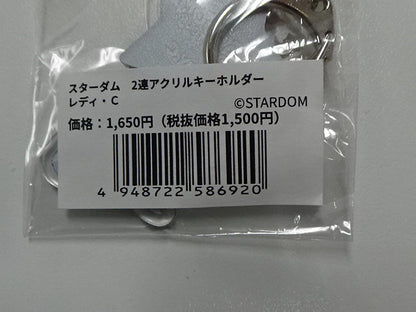 スターダム　2連アクリルキーホルダー
レディ・C
©STARDOM
価格：1,650円（税抜価格1,500円）
4 948722 586920